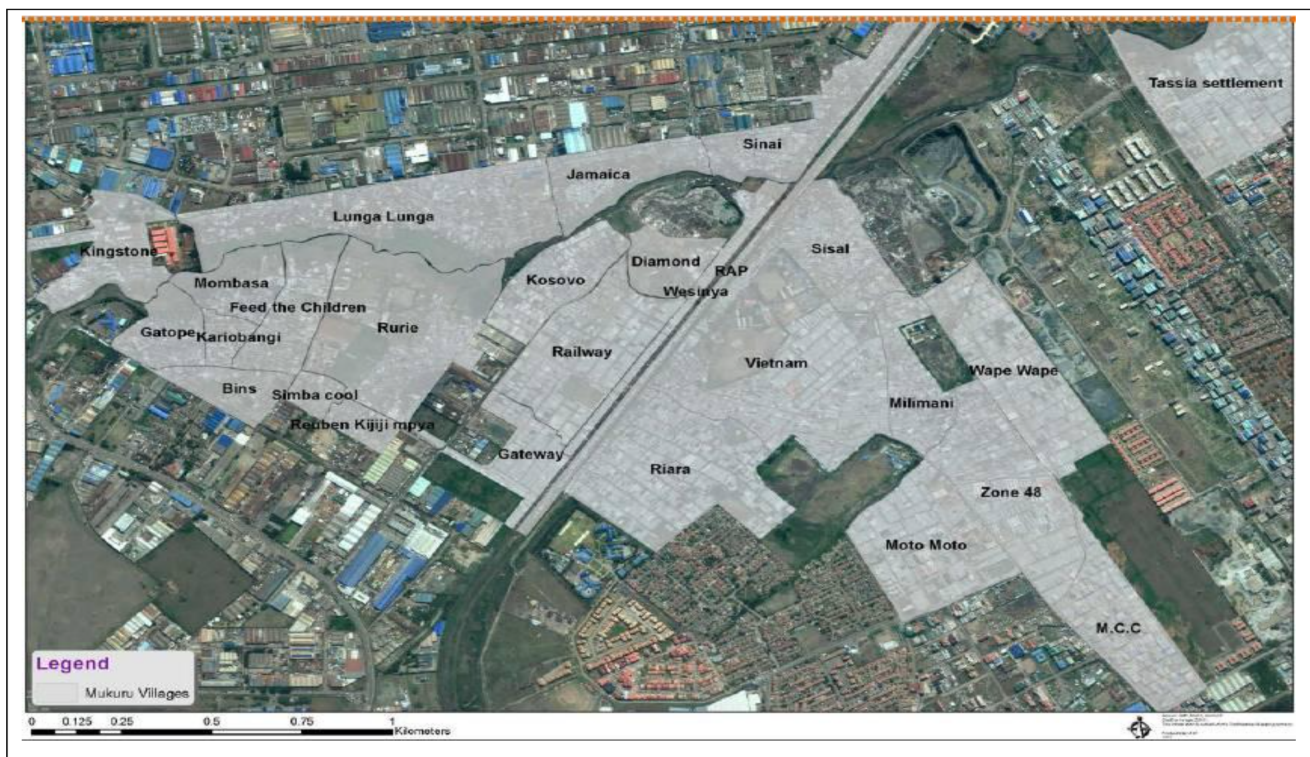 Tassia settlement
Sinai
Jamaica
Lunga Lunga
Kingstone
Sisal
Diamond
RAP
Kosovo
Mombasa
Wesinya
Feed the Children
Rurie
Gatope
Kariobangi
Railway
Vietnam
Wape Wape
Bins
Simba cool
Milimani
Reuben Kijiji mpya
Gateway
Riara
Zone 48
Moto Moto
M.C.C
Legend
Mukuru Villages
0 0.125 0.25 0.5 0.75 1
Kilometers